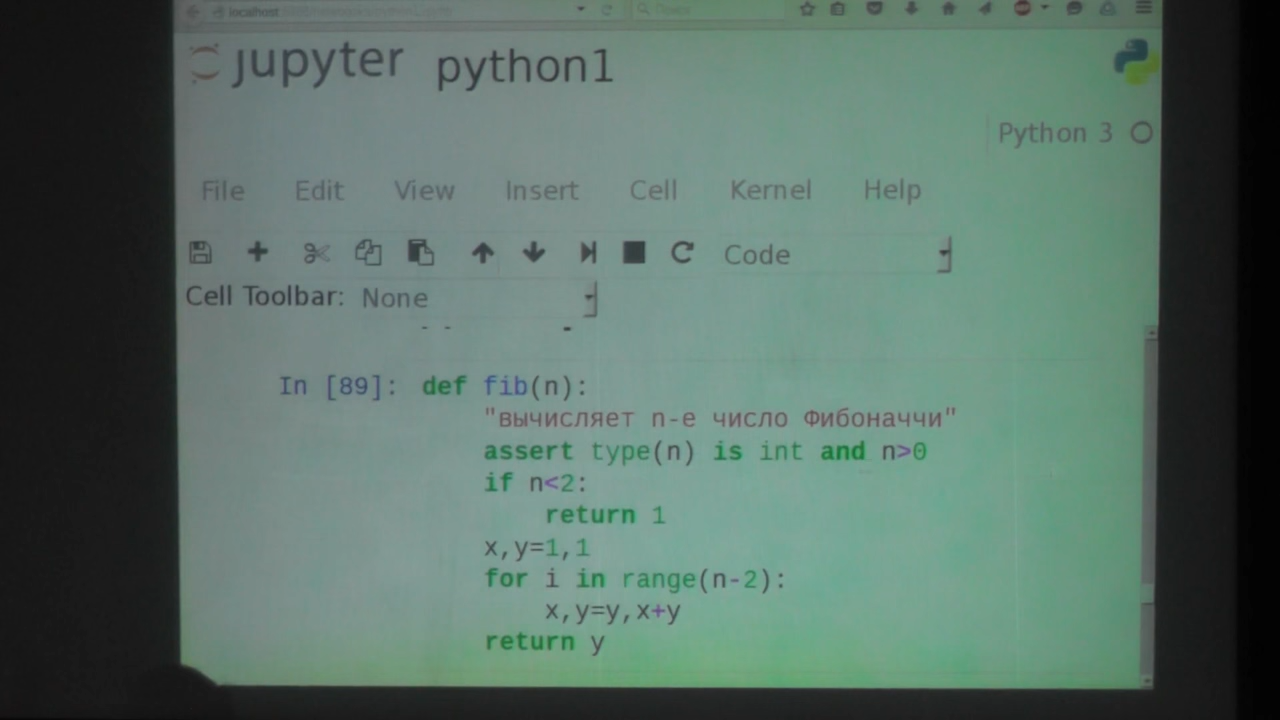 localhost
Поиск
jupyter python1
Python 3
File Edit View Insert Cell Kernel Help
Code
Cell Toolbar: None
In [89]: def fib(n):
"вычисляет n-е число Фибоначчи"
assert type(n) is int and n>0
if n<2:
return 1
x,y=1,1
for i in range(n-2):
x,y=y,x+y
return y